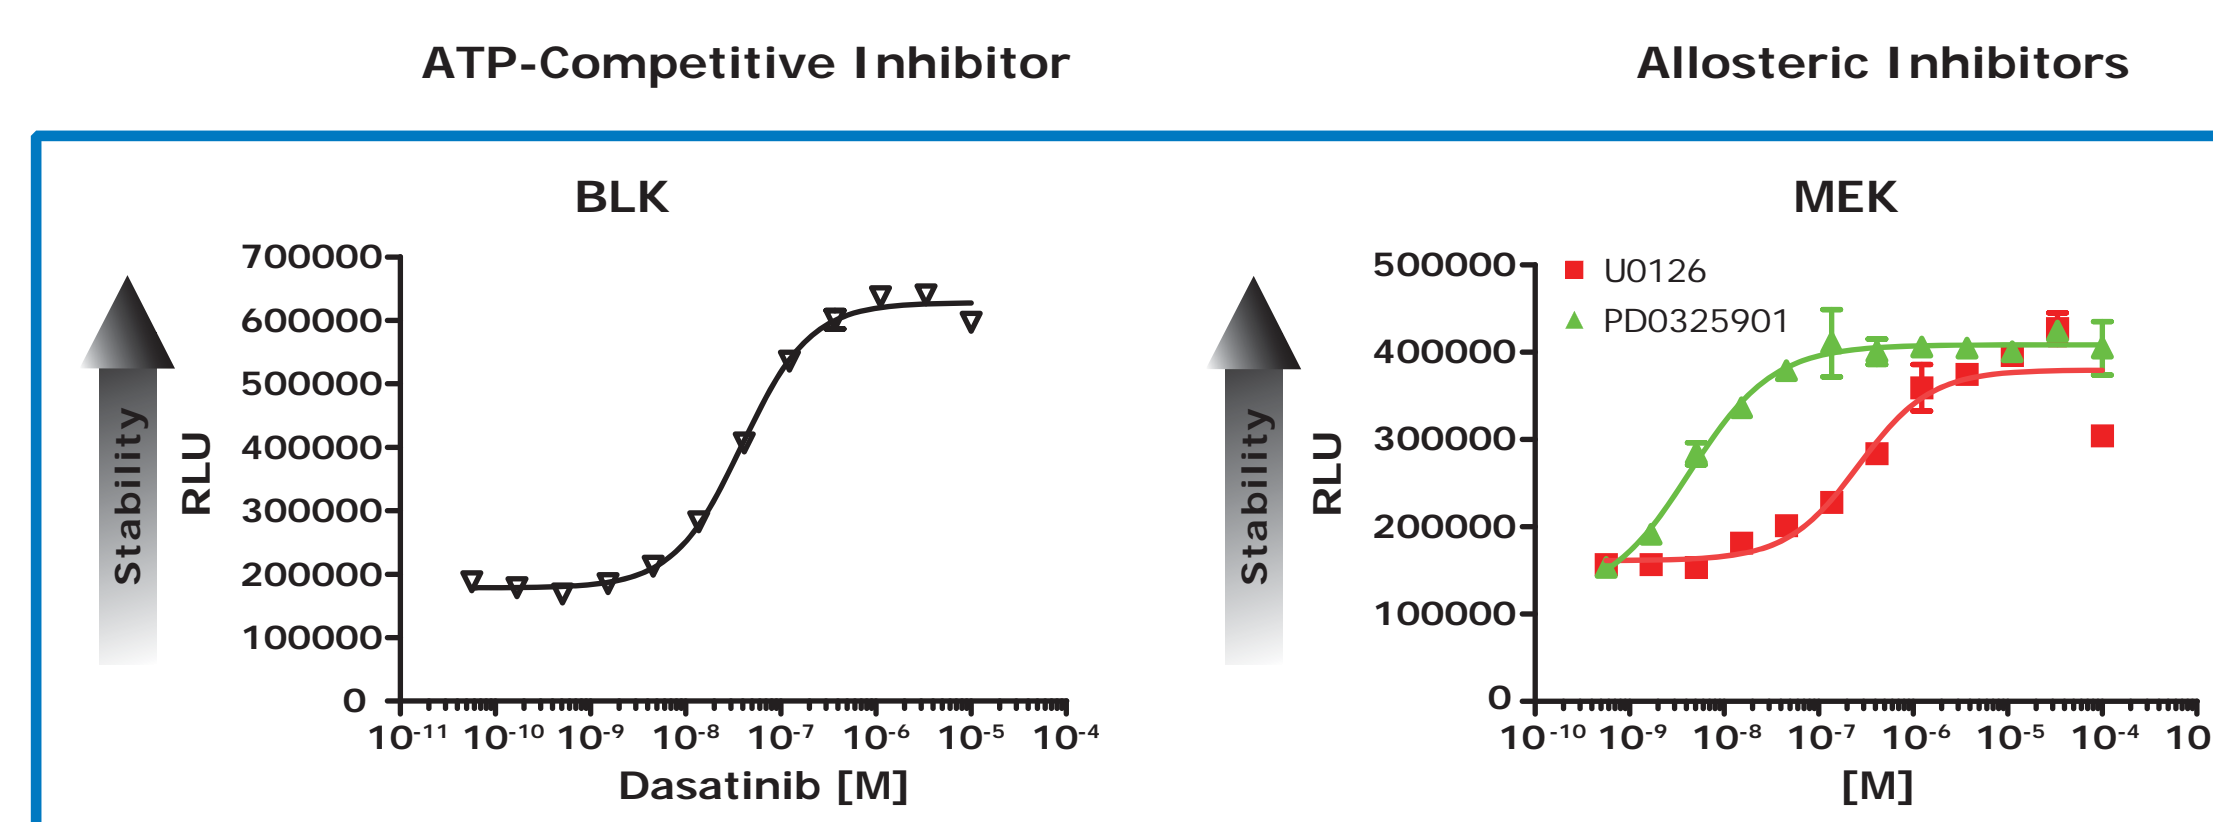 ATP-Competitive Inhibitor
Allosteric Inhibitors
BLK
700000
600000
500000
400000
300000
200000
100000
0
Stability
RLU
10⁻¹¹ 10⁻¹⁰ 10⁻⁹ 10⁻⁸ 10⁻⁷ 10⁻⁶ 10⁻⁵ 10⁻⁴
Dasatinib [M]
MEK
U0126
PD0325901
500000
400000
300000
200000
100000
0
Stability
RLU
10⁻¹⁰ 10⁻⁹ 10⁻⁸ 10⁻⁷ 10⁻⁶ 10⁻⁵ 10⁻⁴ 10
[M]